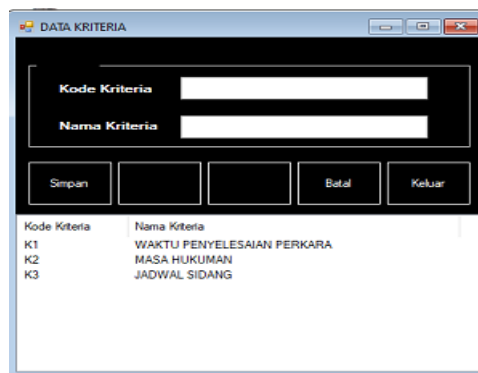 DATA KRITERIA
Kode Kriteria
Nama Kriteria
Simpan Batal Keluar
Kode Kriteria Nama Kriteria
K1 WAKTU PENYELESAIAN PERKARA
K2 MASA HUKUMAN
K3 JADWAL SIDANG